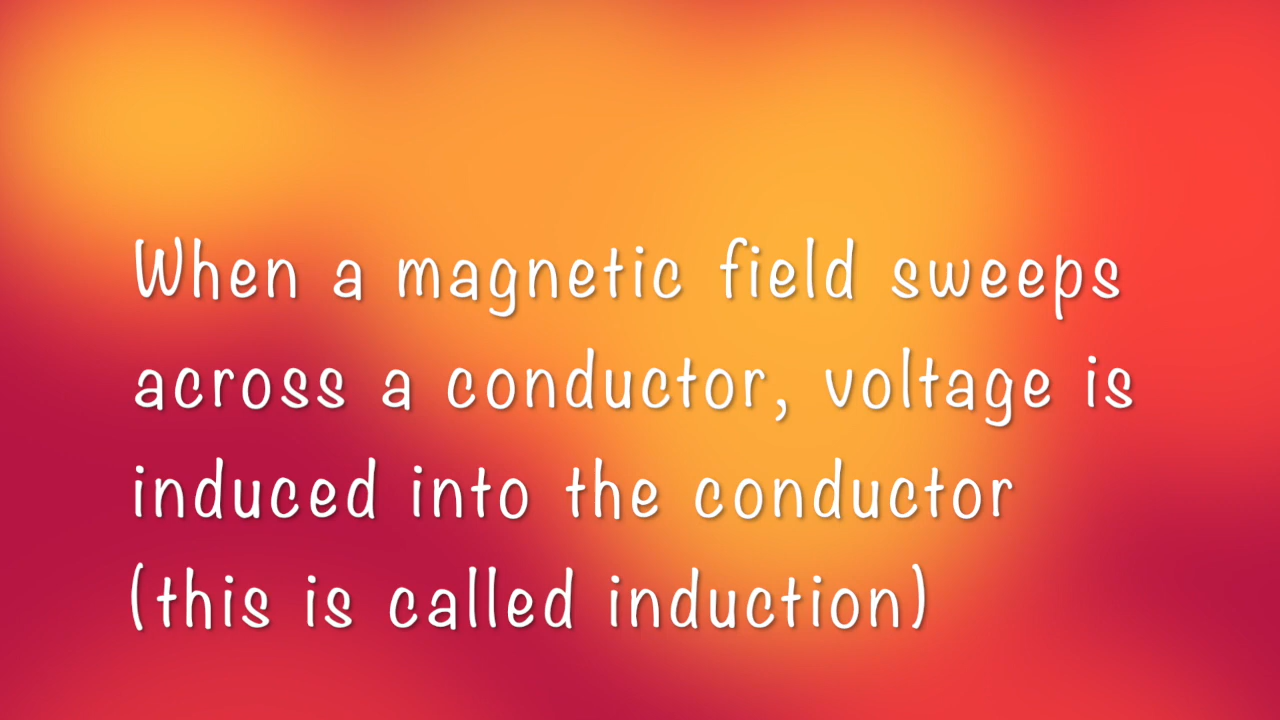 When a magnetic field sweeps
across a conductor, voltage is
induced into the conductor
(this is called induction)